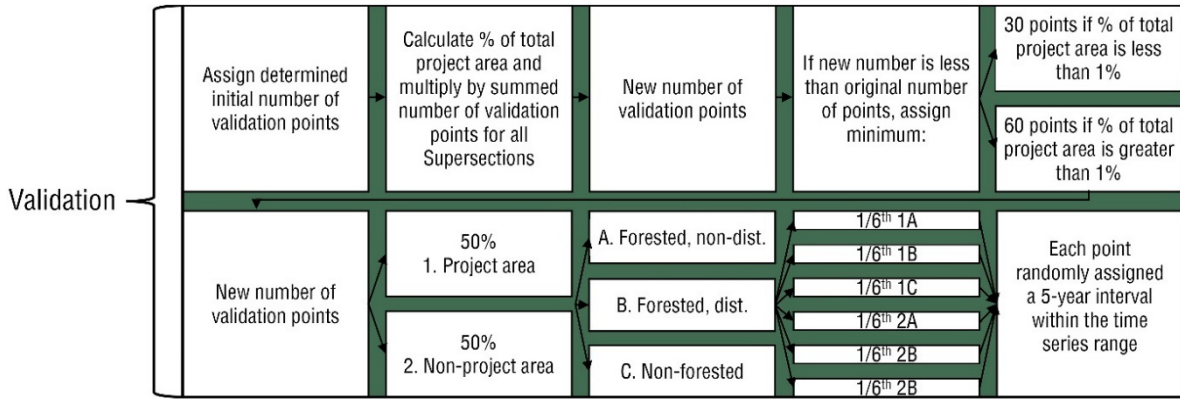 Validation
Assign determined
initial number of
validation points
Calculate % of total
project area and
multiply by summed
number of validation
points for all
Supersections
New number of
validation points
If new number is less
than original number
of points, assign
minimum:
30 points if % of total
project area is less
than 1%
60 points if % of total
project area is greater
than 1%
New number of
validation points
50%
1. Project area
50%
2. Non-project area
A. Forested, non-dist.
B. Forested, dist.
C. Non-forested
1/6th 1A
1/6th 1B
1/6th 1C
1/6th 2A
1/6th 2B
1/6th 2B
Each point
randomly assigned
a 5-year interval
within the time
series range